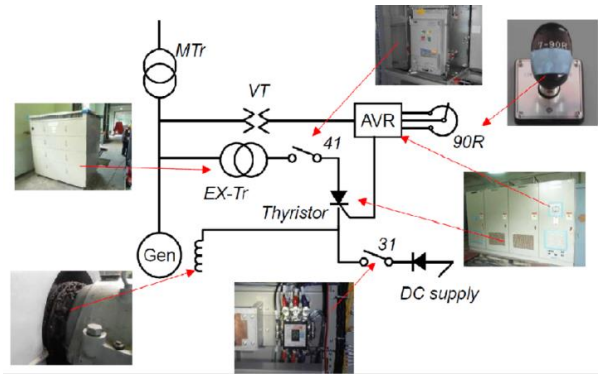 MTr
7-90R
VT
AVR
41
90R
EX-Tr
Thyristor
Gen
31
DC supply